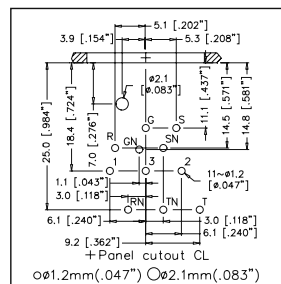 5.1 [.202"]
3.9 [.154"]
5.3 [.208"]
ø2.1
[ø.083"]
25.0 [.984"]
18.4 [.724"]
7.0 [.276"]
11.1 [.437"]
14.5 [.571"]
14.8 [.581"]
G S
R GN SN
1 3 2
11~ø1.2
[ø.047"]
1.1 [.043"]
3.0 [.118"]
RN TN T
6.1 [.240"]
3.0 [.118"]
6.1 [.240"]
9.2 [.362"]
Panel cutout CL
ø1.2mm(.047") ø2.1mm(.083")